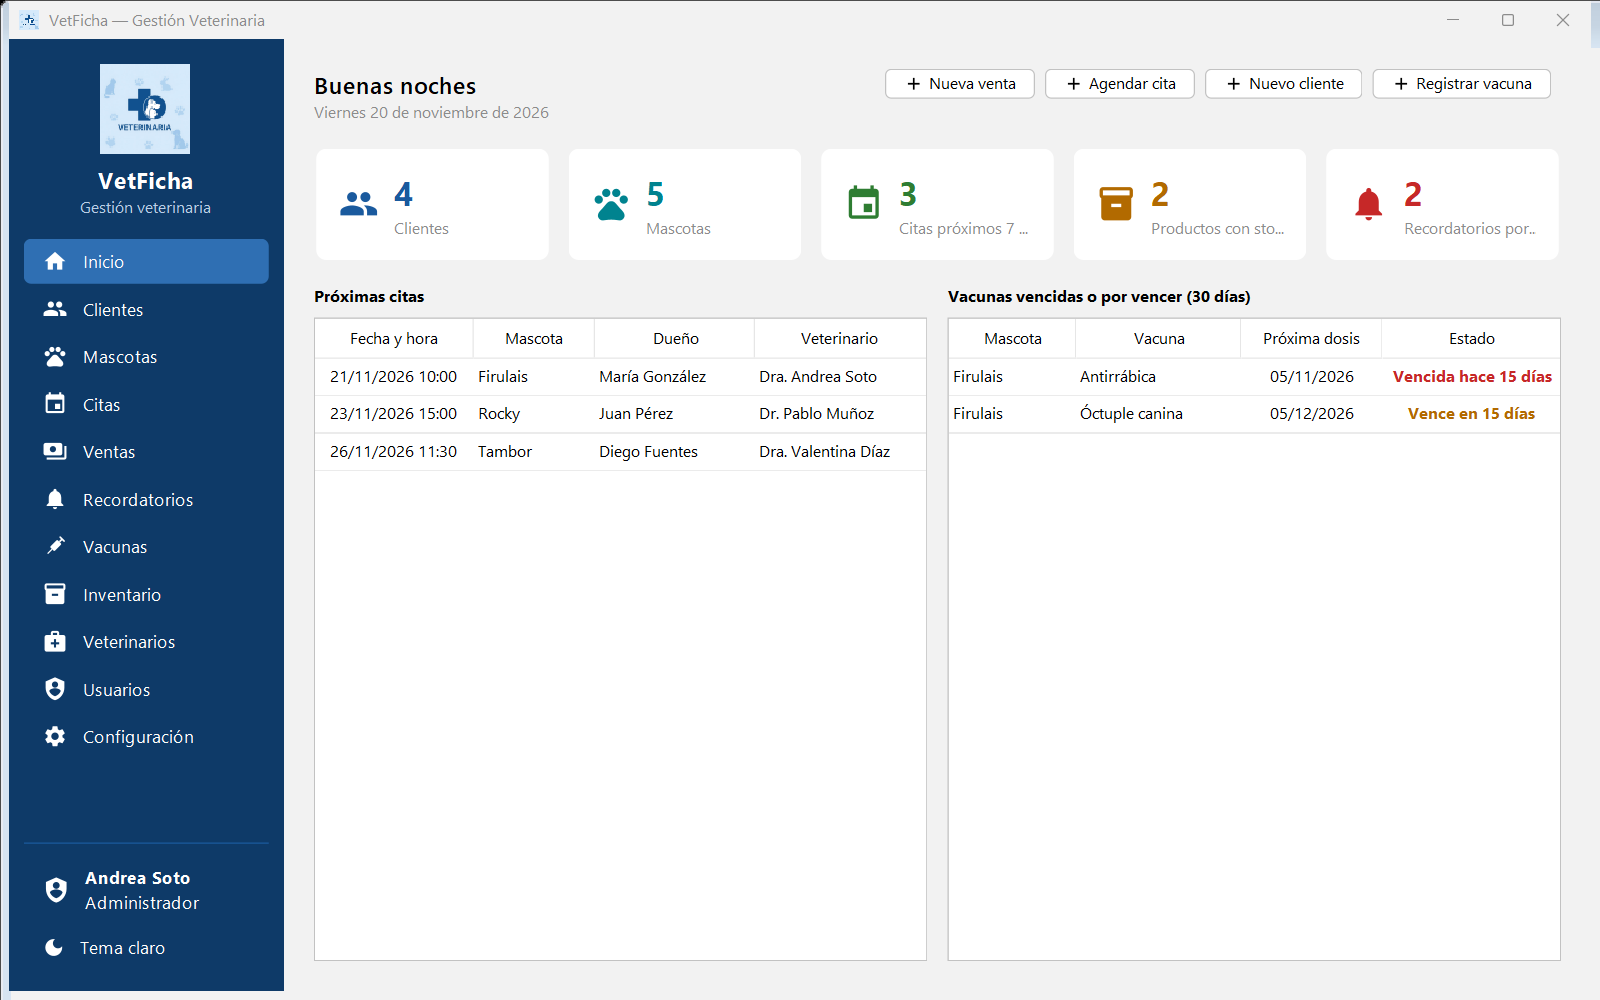 VetFicha — Gestión Veterinaria
VETERINARIA
VetFicha
Gestión veterinaria
Inicio
Clientes
Mascotas
Citas
Ventas
Recordatorios
Vacunas
Inventario
Veterinarios
Usuarios
Configuración
Andrea Soto
Administrador
Tema claro
Buenas noches
Viernes 20 de noviembre de 2026
+ Nueva venta
+ Agendar cita
+ Nuevo cliente
+ Registrar vacuna
4
Clientes
5
Mascotas
3
Citas próximos 7 ...
2
Productos con sto...
2
Recordatorios por..
Próximas citas
Fecha y hora Mascota Dueño Veterinario
21/11/2026 10:00 Firulais María González Dra. Andrea Soto
23/11/2026 15:00 Rocky Juan Pérez Dr. Pablo Muñoz
26/11/2026 11:30 Tambor Diego Fuentes Dra. Valentina Díaz
Vacunas vencidas o por vencer (30 días)
Mascota Vacuna Próxima dosis Estado
Firulais Antirrábica 05/11/2026 Vencida hace 15 días
Firulais Óctuple canina 05/12/2026 Vence en 15 días